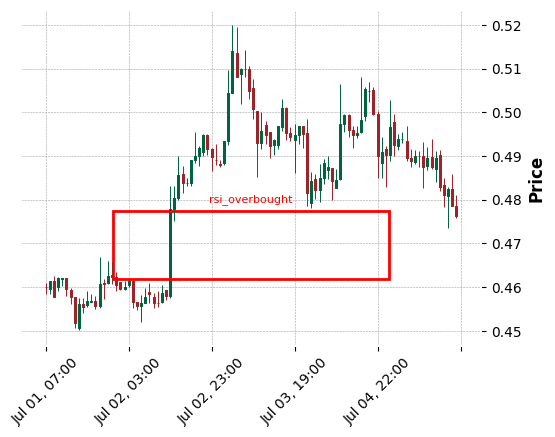 0.52
0.51
0.50
0.49
0.48
0.47
0.46
0.45
Price
rsi_overbought
Jul 01, 07:00
Jul 02, 03:00
Jul 02, 23:00
Jul 03, 19:00
Jul 04, 22:00